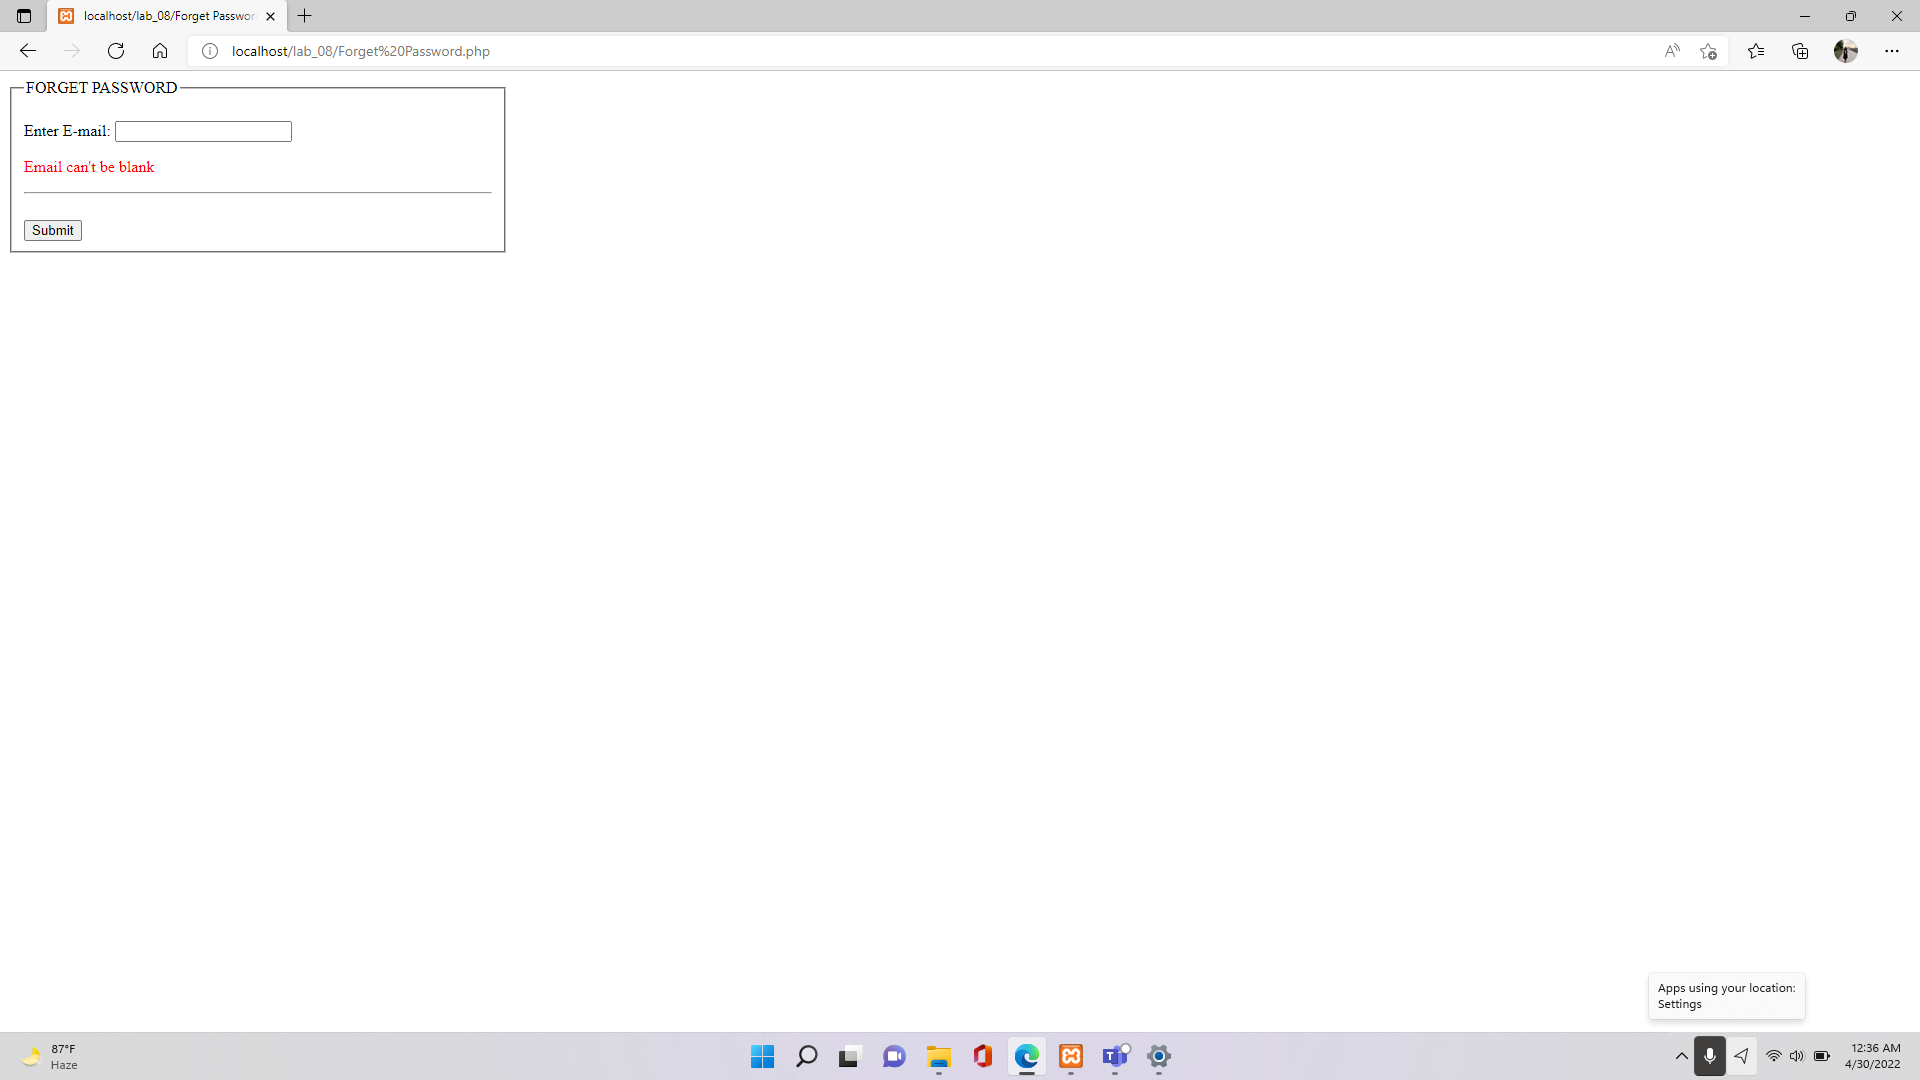 localhost/lab_08/Forget Passwor
localhost/lab_08/Forget%20Password.php
FORGET PASSWORD
Enter E-mail:
Email can't be blank
Submit
Apps using your location:
Settings
87°F
Haze
12:36 AM
4/30/2022